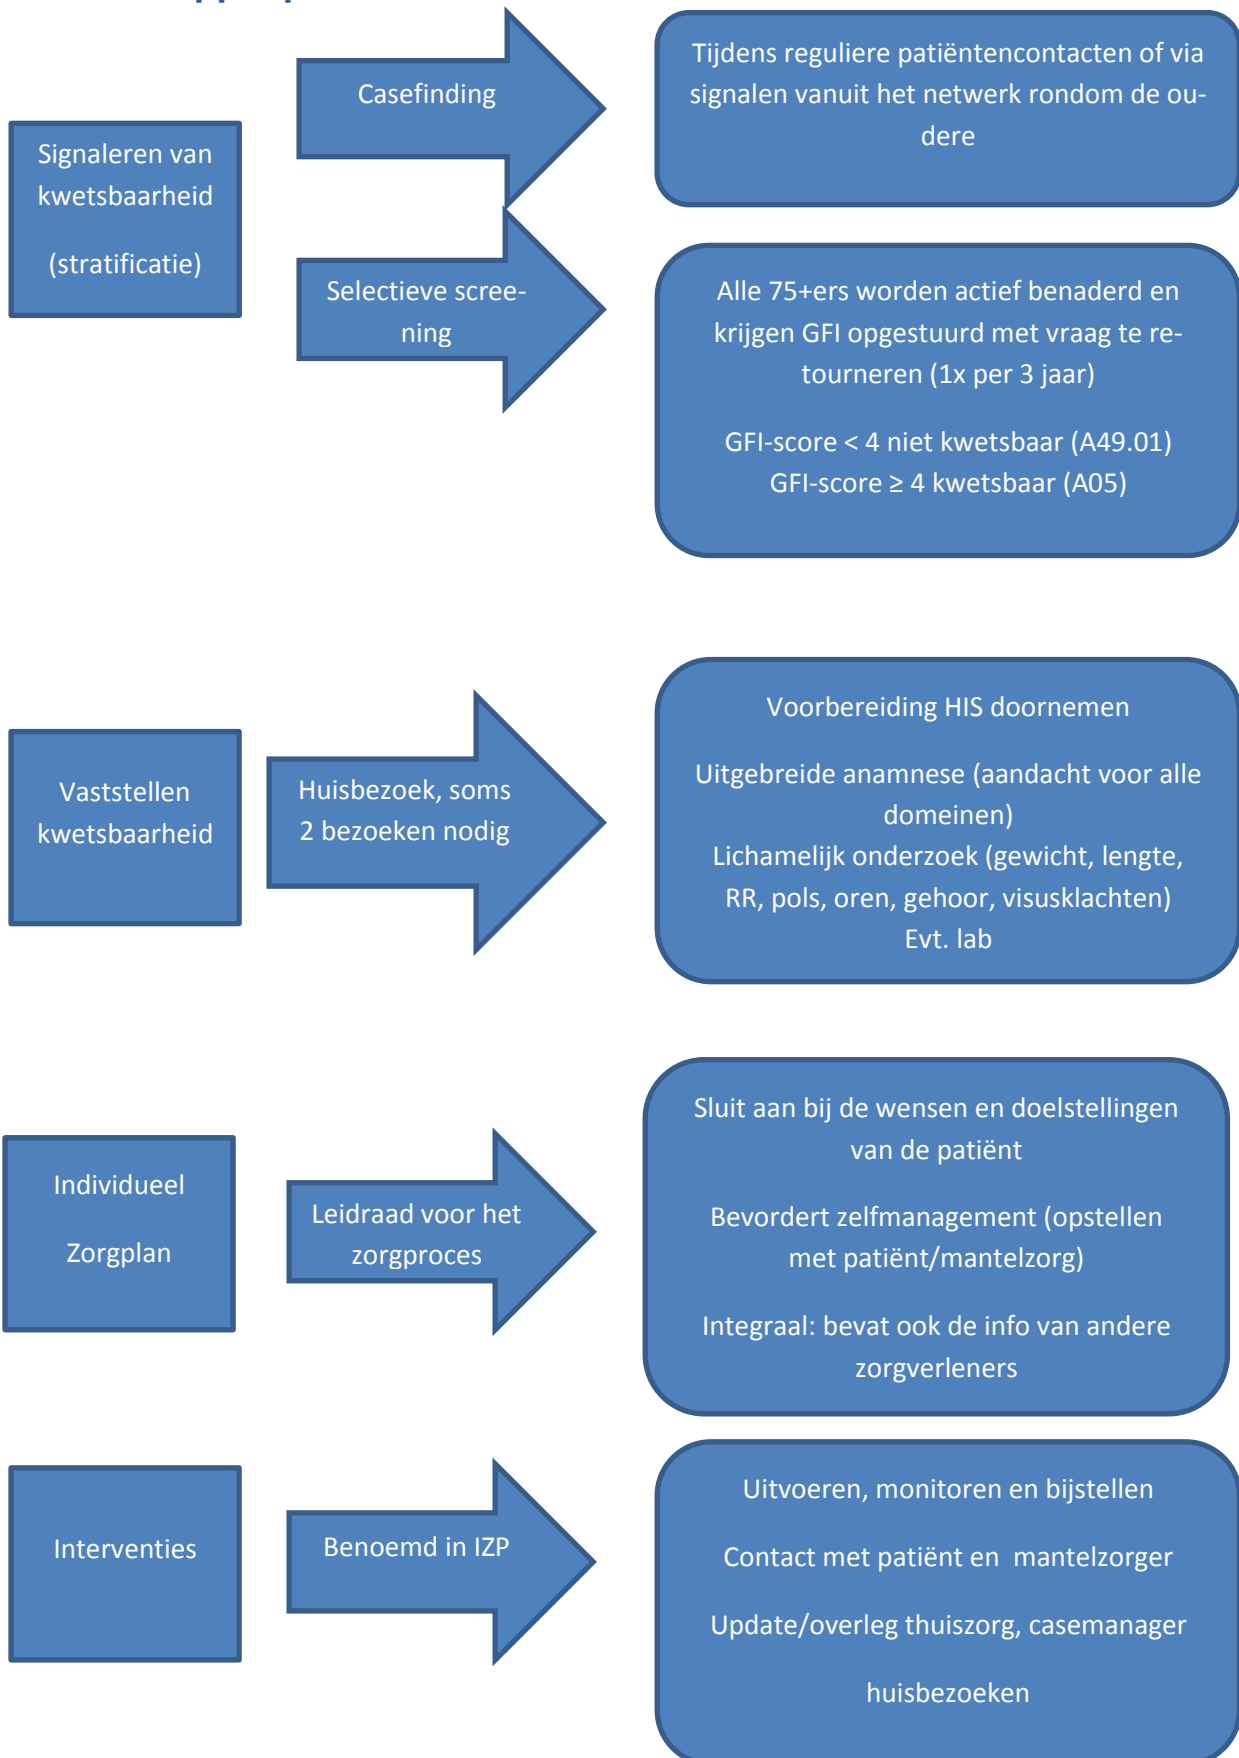 Signaleren van
kwetsbaarheid
(stratificatie)
Casefinding
Tijdens reguliere patiëntencontacten of via
signalen vanuit het netwerk rondom de ou-
dere
Selectieve scree-
ning
Alle 75+ers worden actief benaderd en
krijgen GFI opgestuurd met vraag te re-
tourneren (1x per 3 jaar)
GFI-score < 4 niet kwetsbaar (A49.01)
GFI-score ≥ 4 kwetsbaar (A05)
Vaststellen
kwetsbaarheid
Huisbezoek, soms
2 bezoeken nodig
Voorbereiding HIS doornemen
Uitgebreide anamnese (aandacht voor alle
domeinen)
Lichamelijk onderzoek (gewicht, lengte,
RR, pols, oren, gehoor, visusklachten)
Evt. lab
Individueel
Zorgplan
Leidraad voor het
zorgproces
Sluit aan bij de wensen en doelstellingen
van de patiënt
Bevordert zelfmanagement (opstellen
met patiënt/mantelzorg)
Integraal: bevat ook de info van andere
zorgverleners
Interventies
Benoemd in IZP
Uitvoeren, monitoren en bijstellen
Contact met patiënt en  mantelzorger
Update/overleg thuiszorg, casemanager
huisbezoeken